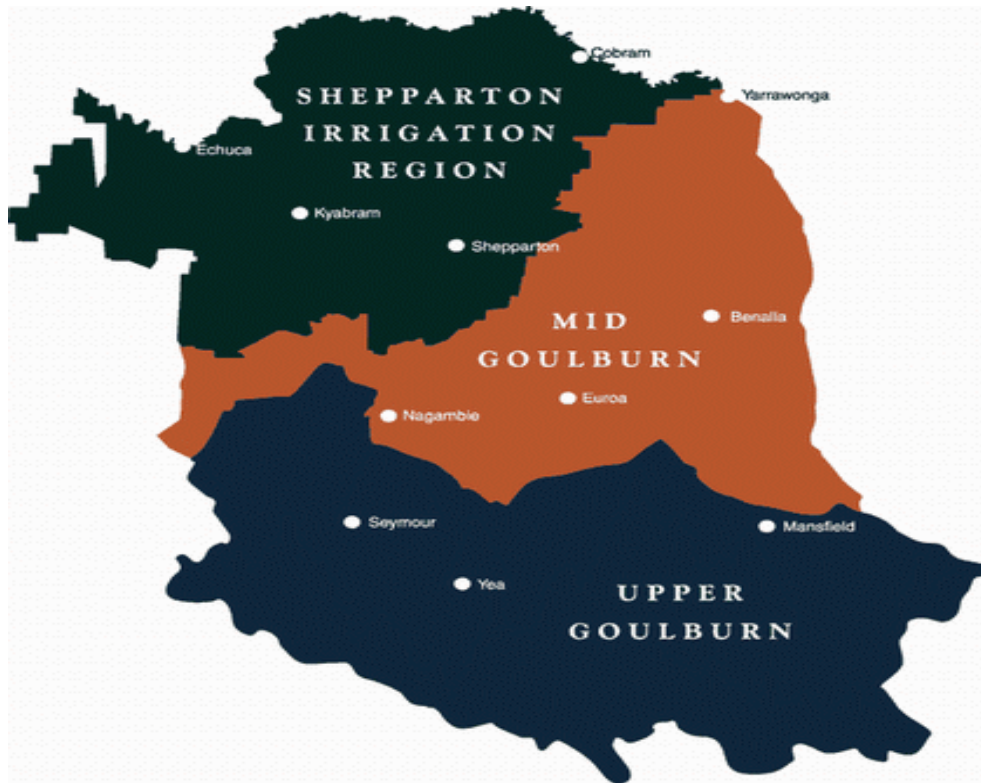 Cobram
SHEPPARTON
IRRIGATION
REGION
Yarrawonga
Echuca
Kyabram
Shepparton
MID
GOULBURN
Benalla
Euroa
Nagambie
Seymour
Mansfield
Yea
UPPER
GOULBURN